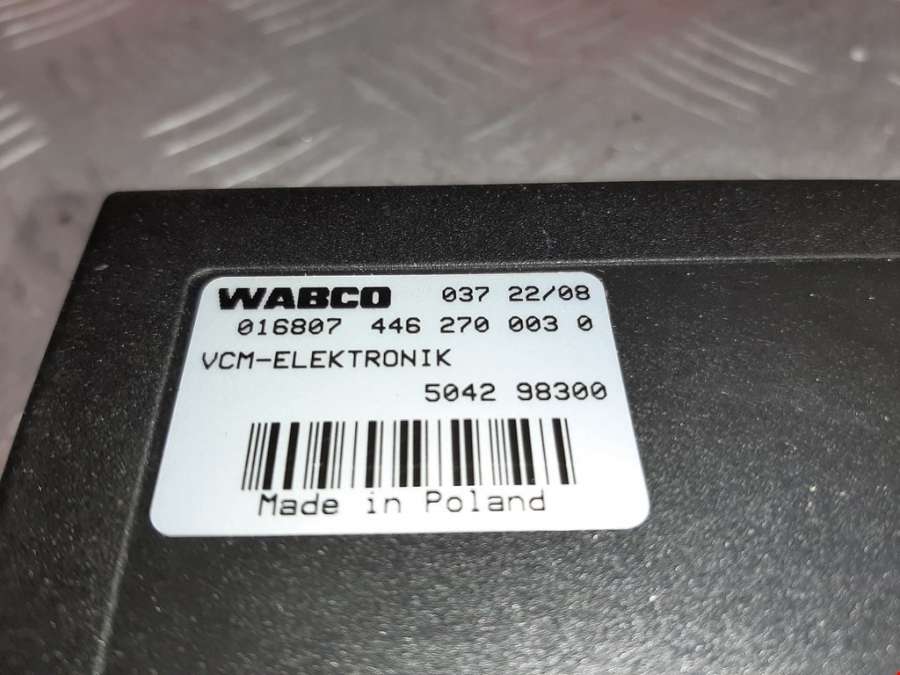 WABCO 037 22/08
016807 446 270 003 0
VCM-ELEKTRONIK
5042 98300
Made in Poland